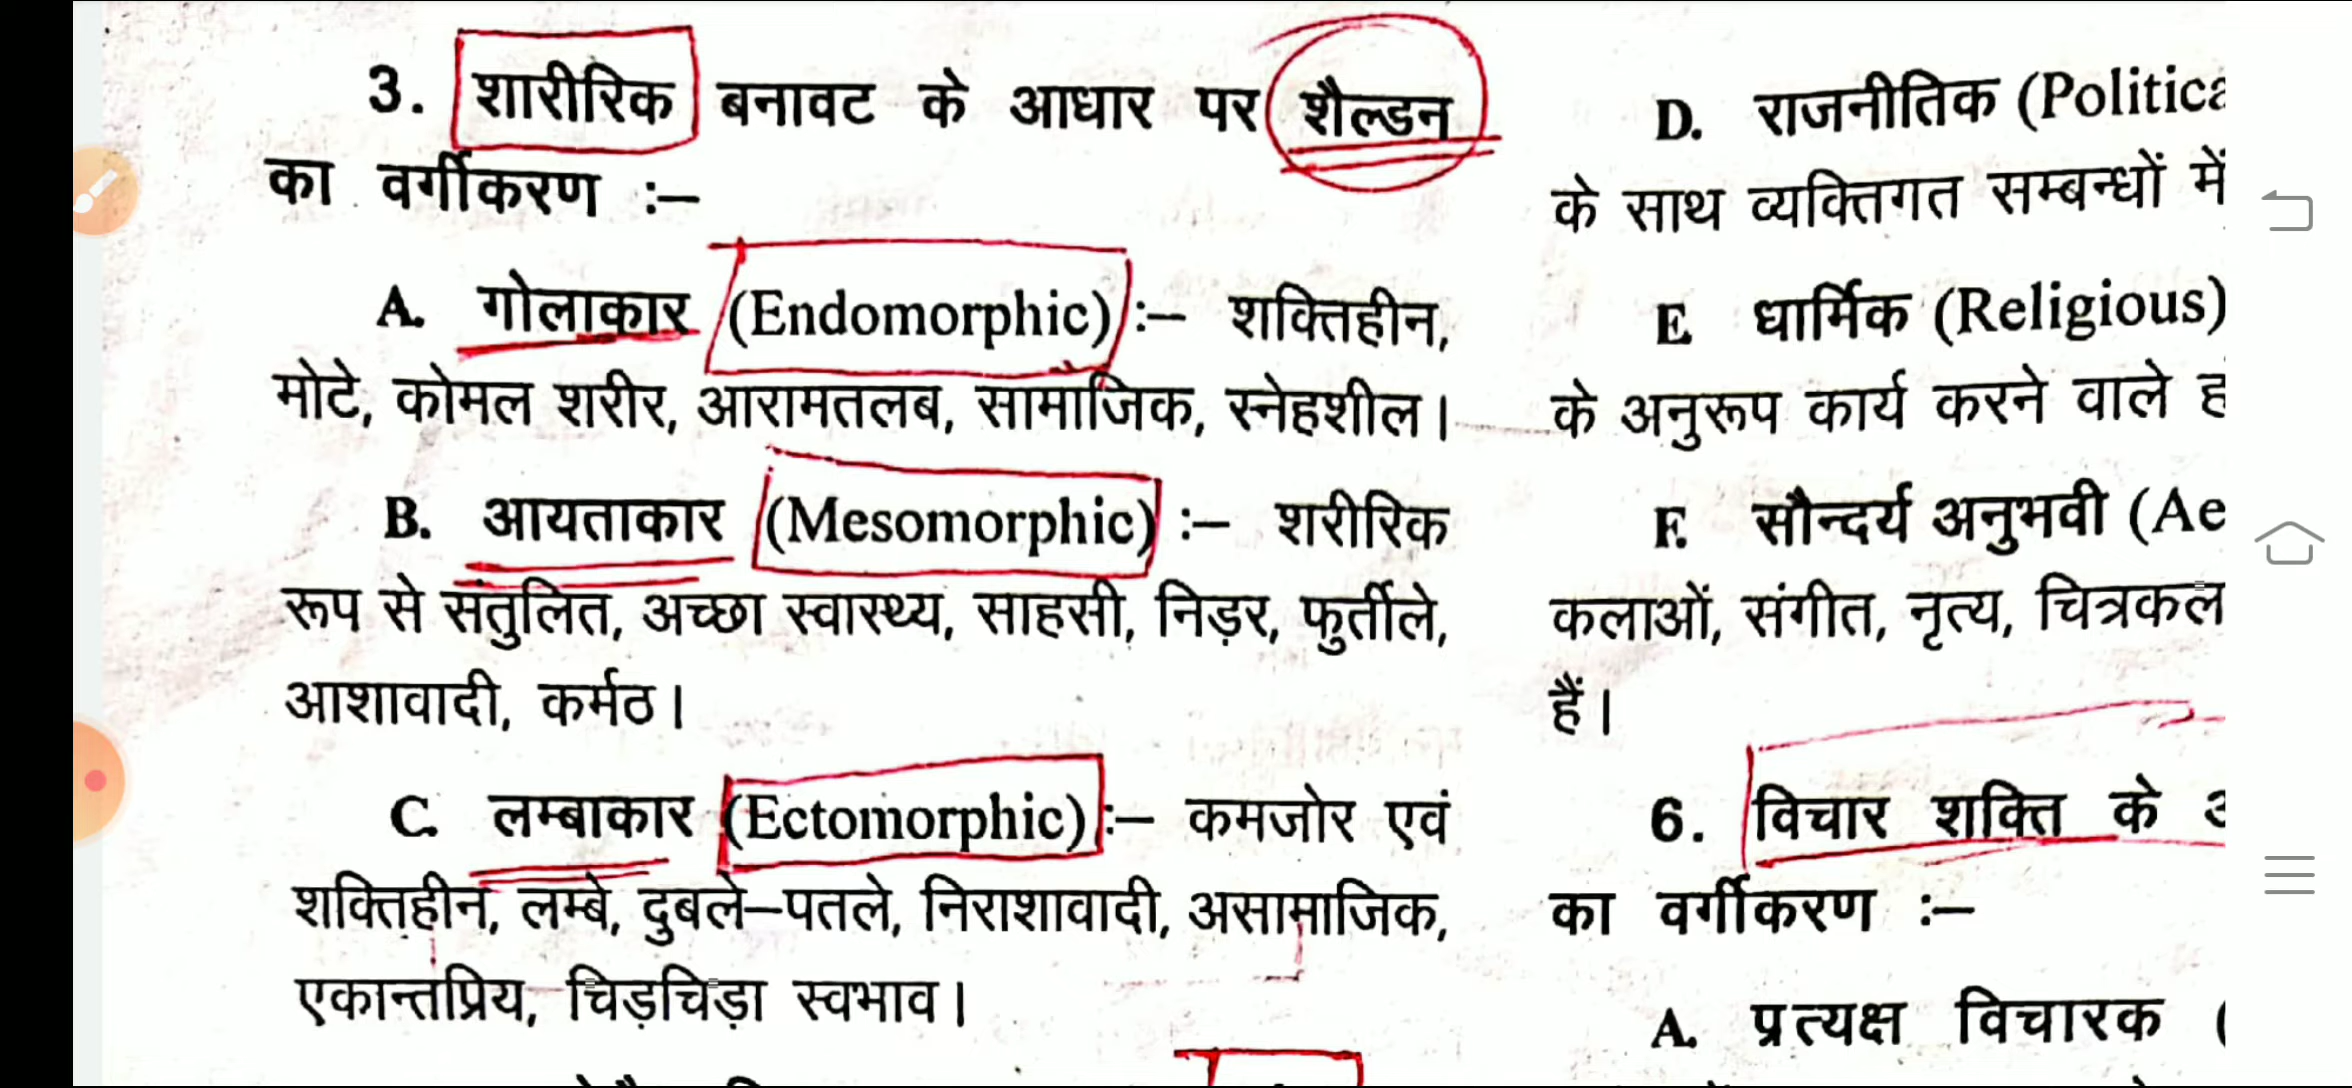 3. शारीरिक बनावट के आधार पर शैल्डन
का वर्गीकरण :–
A. गोलाकार (Endomorphic) :– शक्तिहीन,
मोटे, कोमल शरीर, आरामतलब, सामाजिक, स्नेहशील।
B. आयताकार (Mesomorphic) :– शरीरिक
रूप से संतुलित, अच्छा स्वास्थ्य, साहसी, निड़र, फुर्तीले,
आशावादी, कर्मठ।
C. लम्बाकार (Ectomorphic) :– कमजोर एवं
शक्तिहीन, लम्बे, दुबले–पतले, निराशावादी, असामाजिक,
एकान्तप्रिय, चिड़चिड़ा स्वभाव।
D. राजनीतिक (Politica
के साथ व्यक्तिगत सम्बन्धों में
E. धार्मिक (Religious)
के अनुरूप कार्य करने वाले ह
F. सौन्दर्य अनुभवी (Ae
कलाओं, संगीत, नृत्य, चित्रकल
हैं।
6. विचार शक्ति के
का वर्गीकरण :–
A. प्रत्यक्ष विचारक (